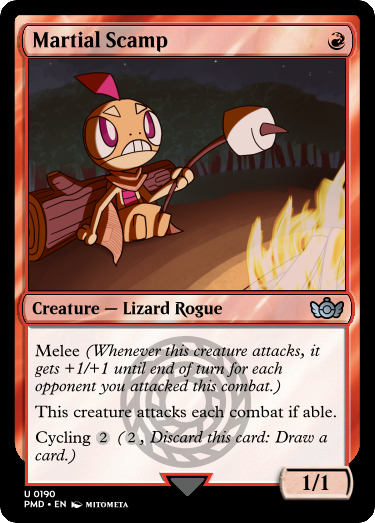 Martial Scamp
Creature — Lizard Rogue
Melee (Whenever this creature attacks, it
gets +1/+1 until end of turn for each
opponent you attacked this combat.)
This creature attacks each combat if able.
Cycling 2 (2, Discard this card: Draw a
card.)
1/1
U 0190
PMD • EN MITOMETA